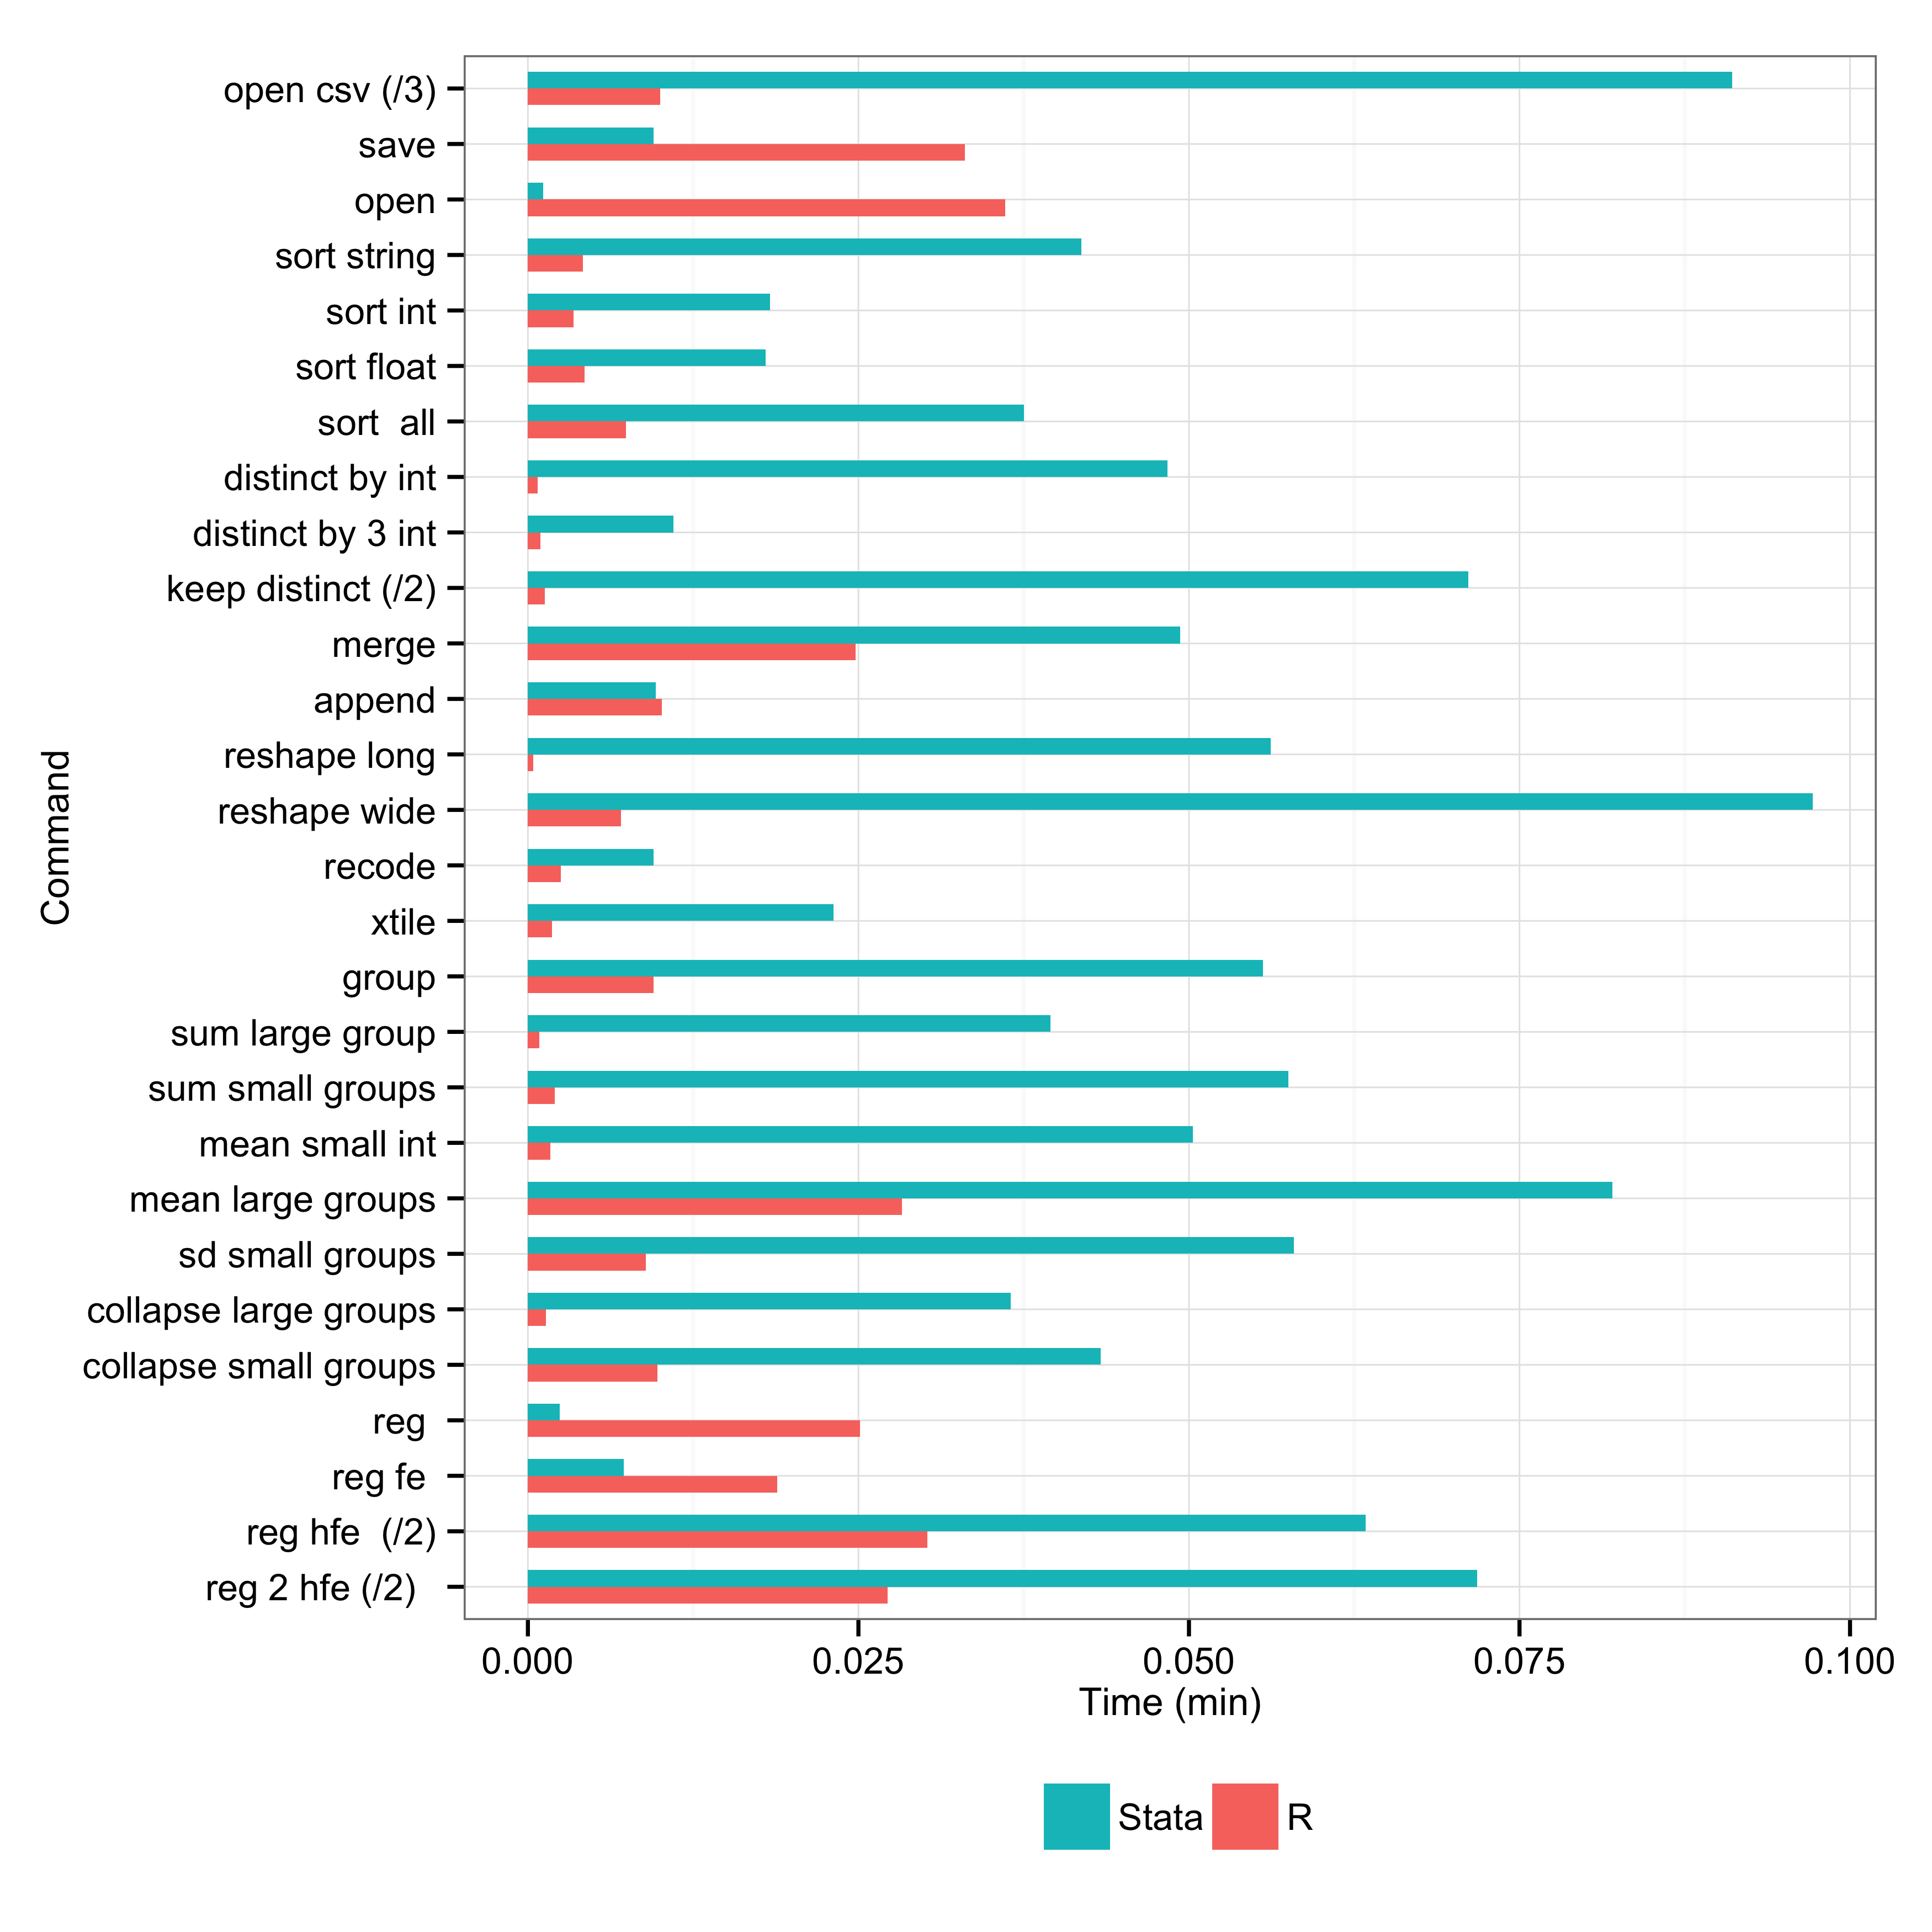 open csv (/3)
save
open
sort string
sort int
sort float
sort  all
distinct by int
distinct by 3 int
keep distinct (/2)
merge
append
reshape long
reshape wide
recode
xtile
group
sum large group
sum small groups
mean small int
mean large groups
sd small groups
collapse large groups
collapse small groups
reg
reg fe
reg hfe  (/2)
reg 2 hfe (/2)
Command
0.000 0.025 0.050 0.075 0.100
Time (min)
Stata R